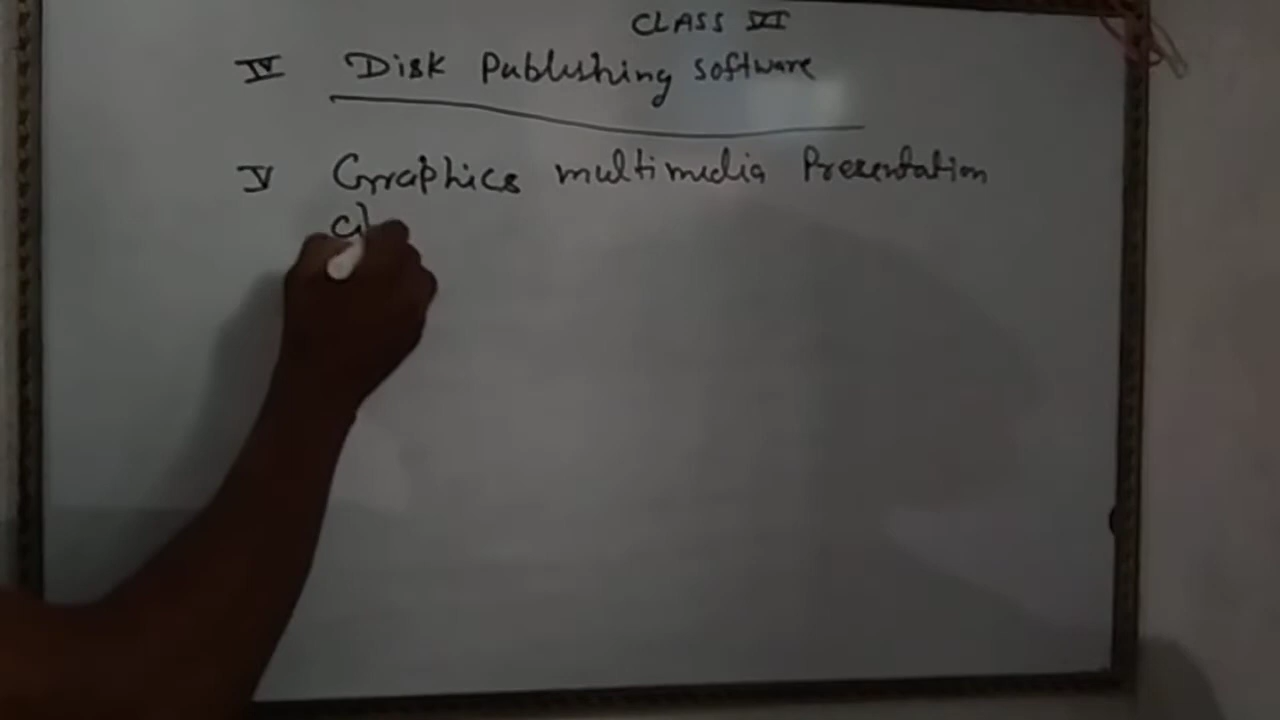 CLASS VI
IV Disk Publishing software
V Graphics multimedia Presentation